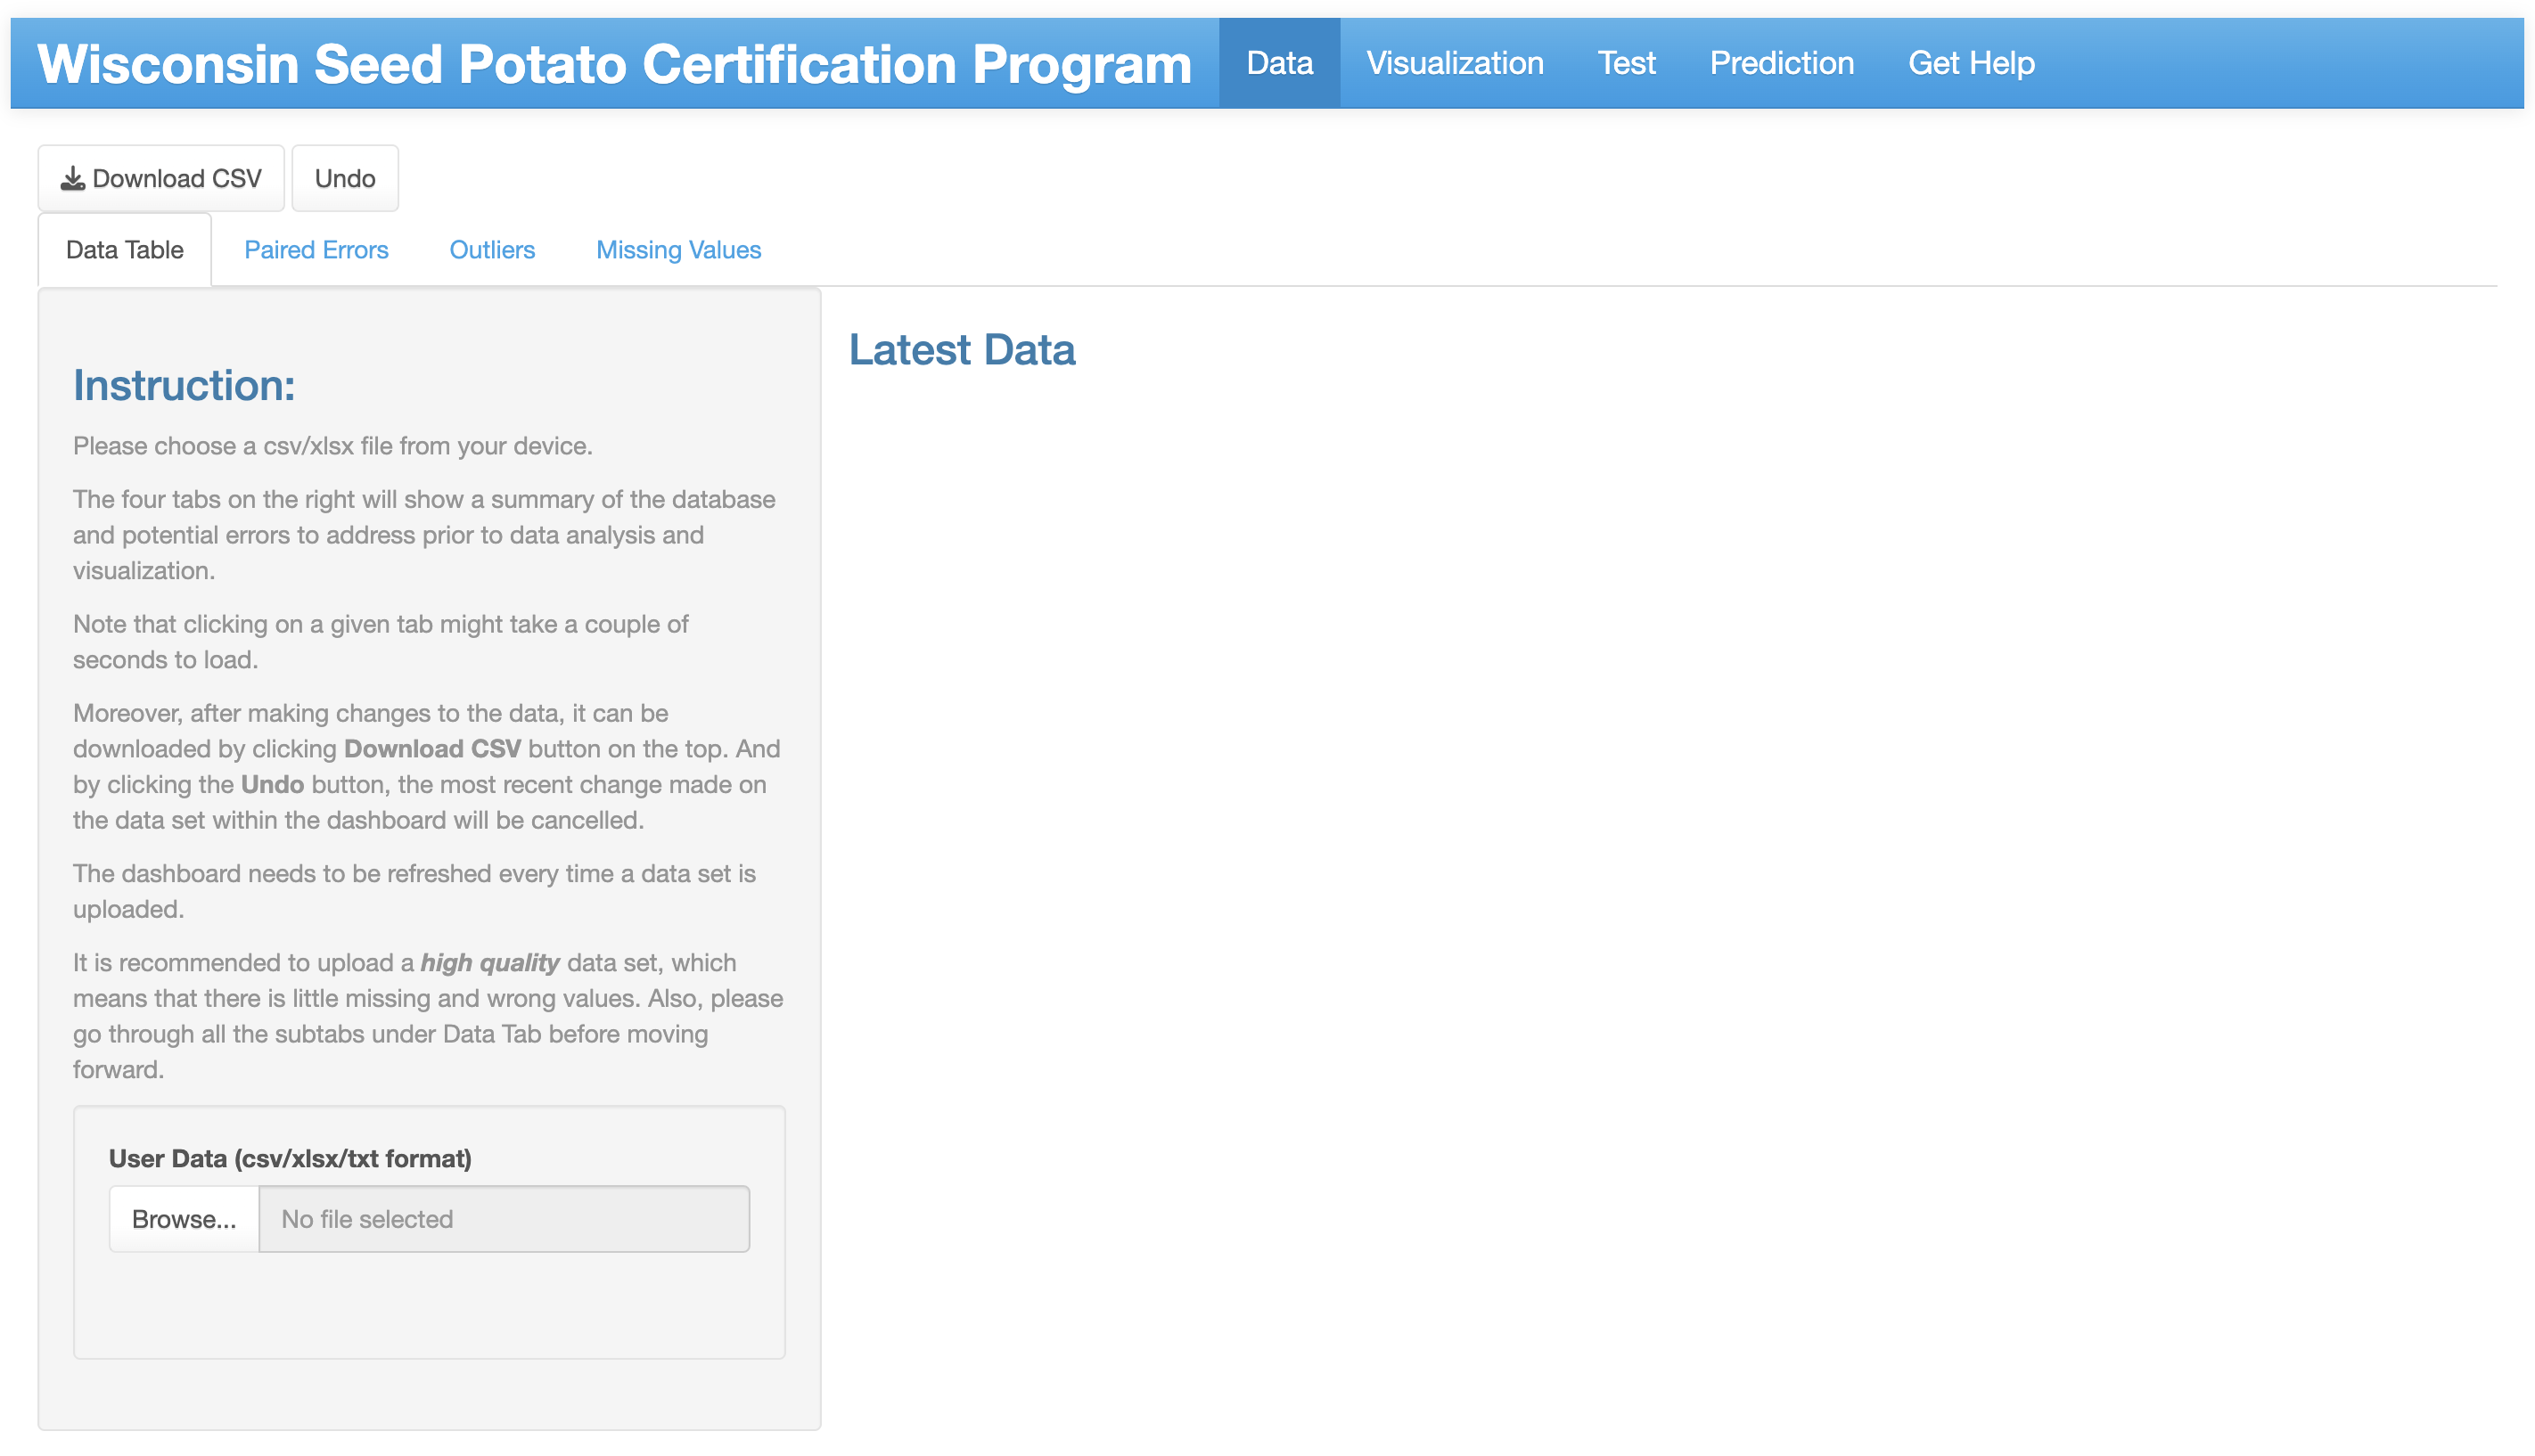 Wisconsin Seed Potato Certification Program Data Visualization Test Prediction Get Help
Download CSV Undo
Data Table Paired Errors Outliers Missing Values
Latest Data
Instruction:
Please choose a csv/xlsx file from your device.
The four tabs on the right will show a summary of the database
and potential errors to address prior to data analysis and
visualization.
Note that clicking on a given tab might take a couple of
seconds to load.
Moreover, after making changes to the data, it can be
downloaded by clicking Download CSV button on the top. And
by clicking the Undo button, the most recent change made on
the data set within the dashboard will be cancelled.
The dashboard needs to be refreshed every time a data set is
uploaded.
It is recommended to upload a high quality data set, which
means that there is little missing and wrong values. Also, please
go through all the subtabs under Data Tab before moving
forward.
User Data (csv/xlsx/txt format)
Browse... No file selected